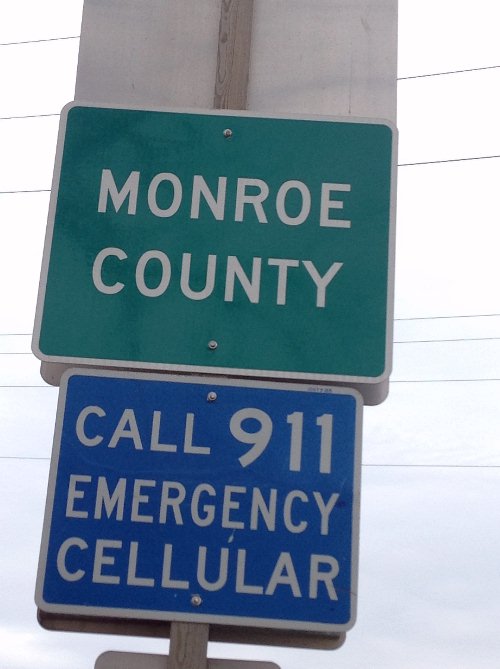 MONROE
COUNTY
CALL 911
EMERGENCY
CELLULAR